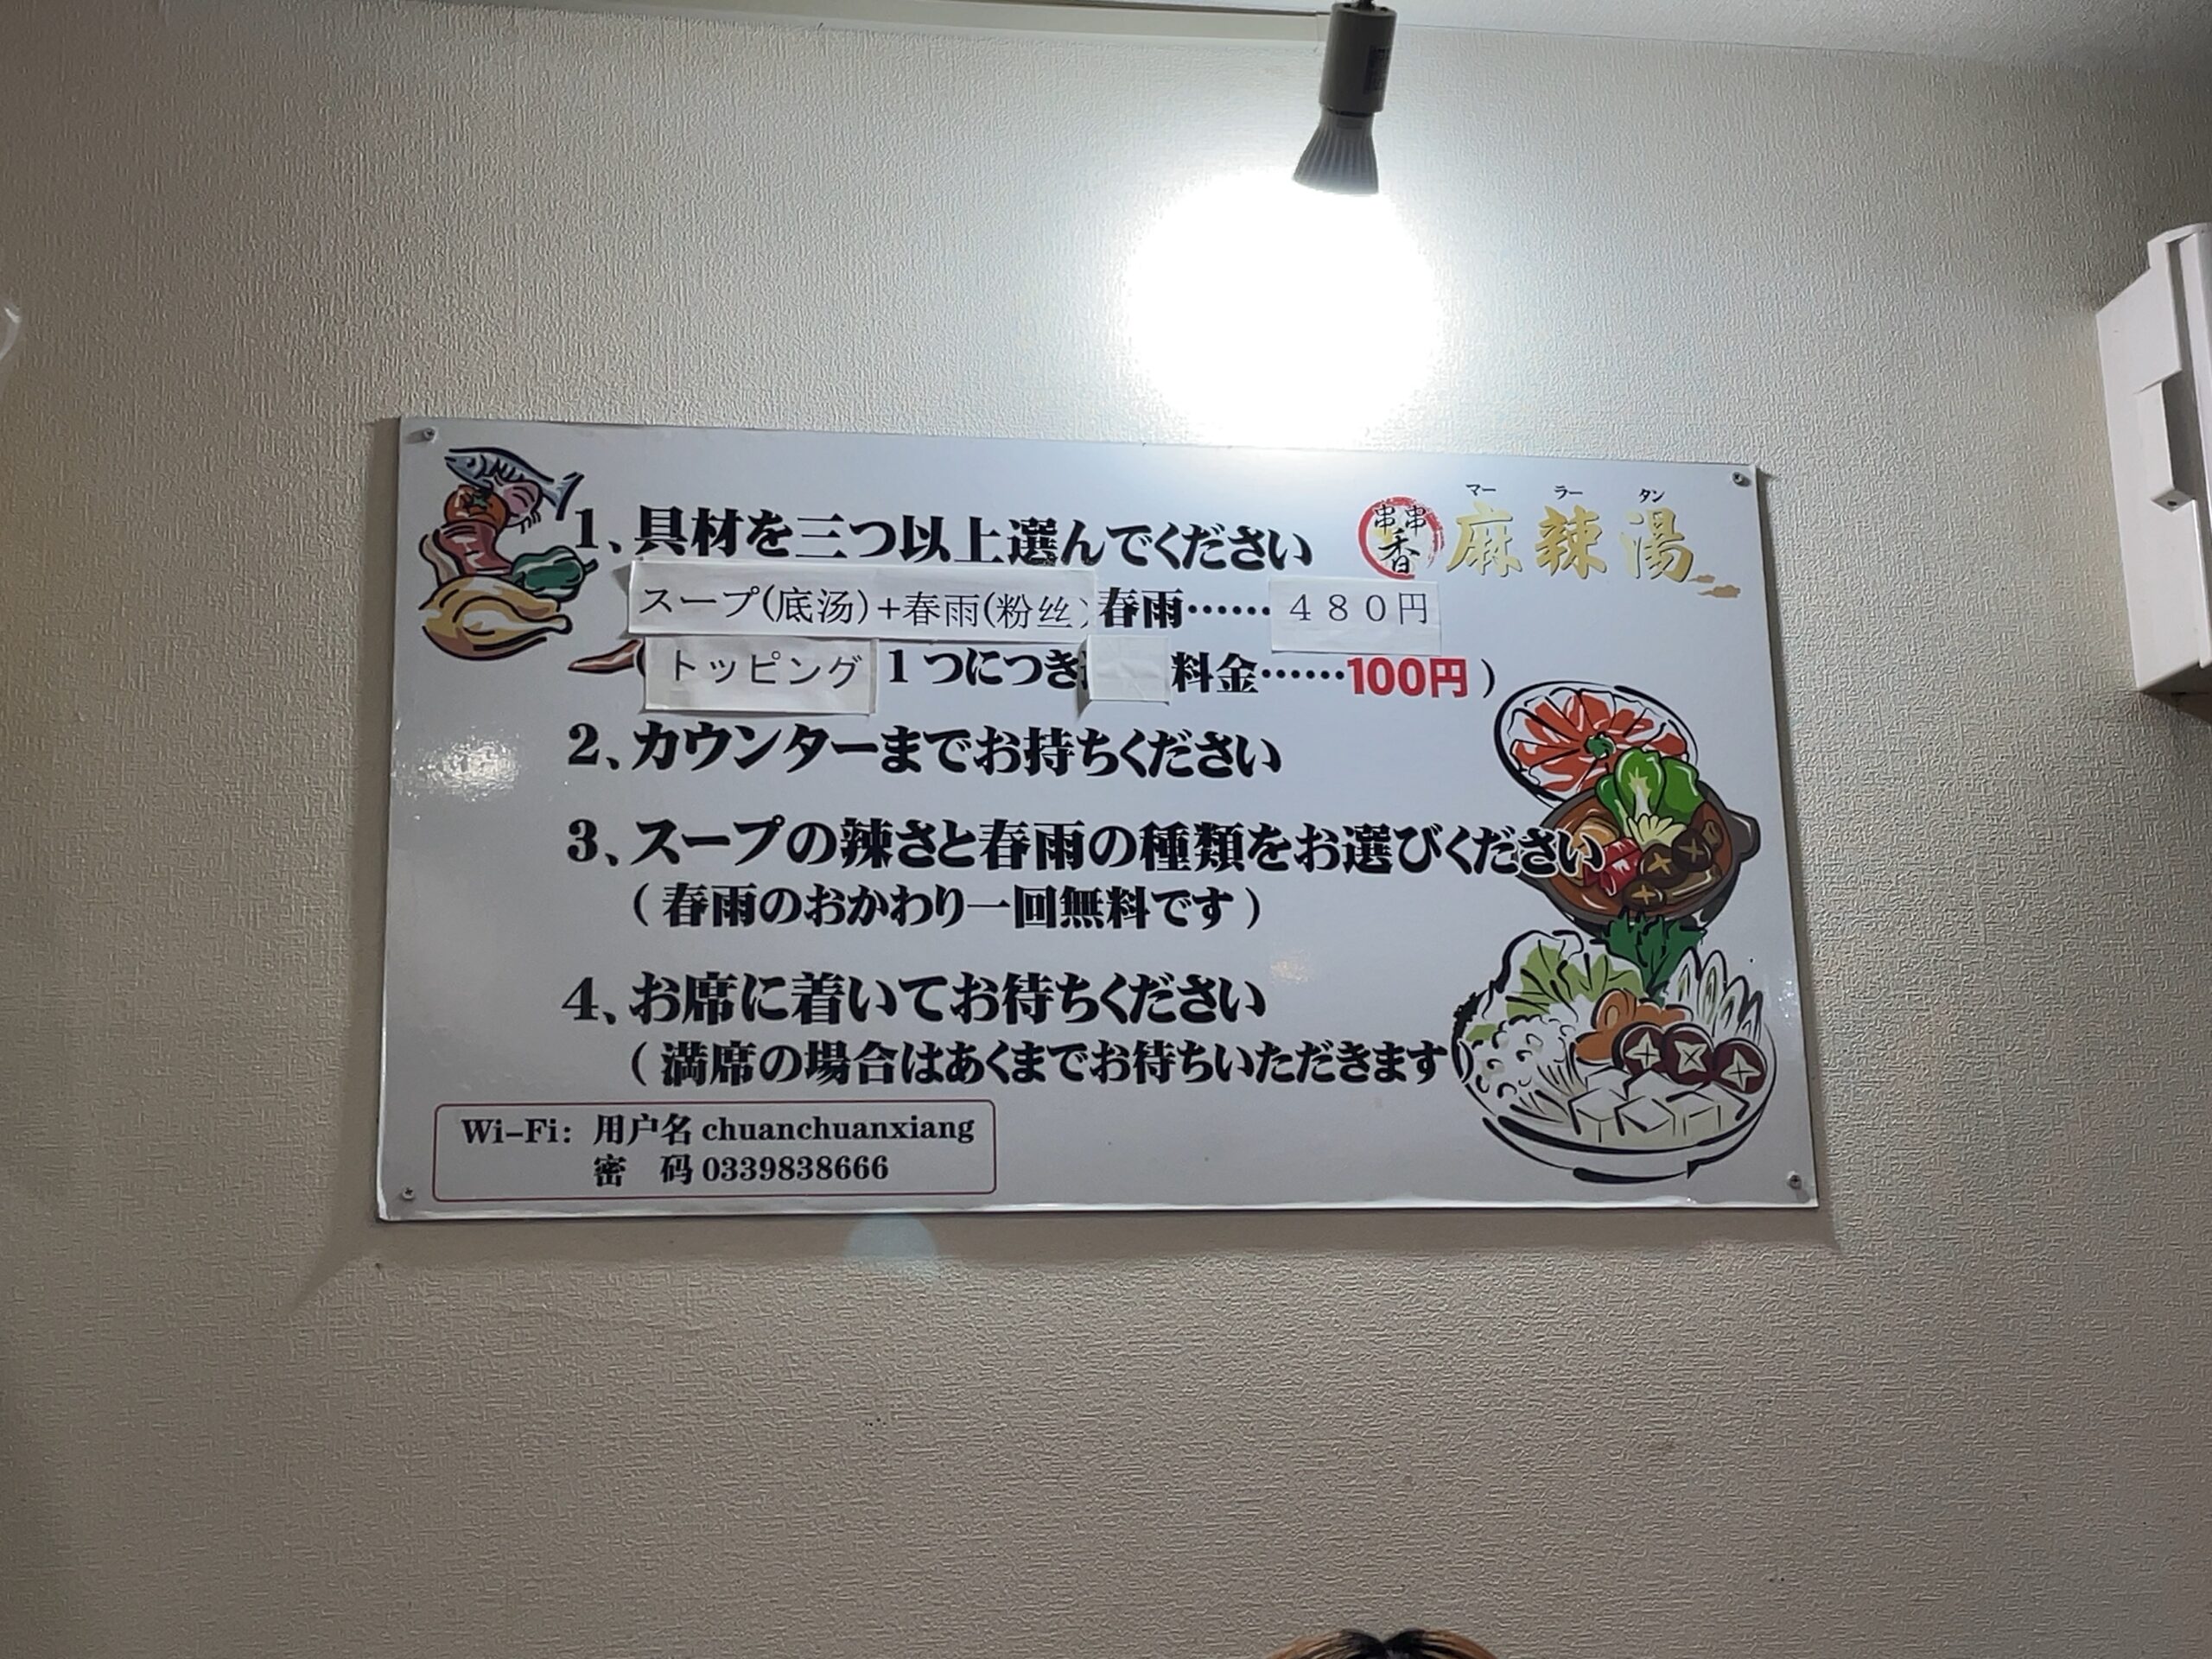 マーラータン
串串香 麻辣湯
1、具材を三つ以上選んでください
スープ(底汤)+春雨(粉丝)春雨……480円
(トッピング 1つにつき 料金……100円)
2、カウンターまでお持ちください
3、スープの辣さと春雨の種類をお選びください
(春雨のおかわり一回無料です)
4、お席に着いてお待ちください
(満席の場合はあくまでお待ちいただきます)
Wi-Fi: 用户名 chuanchuanxiang
密 码 0339838666